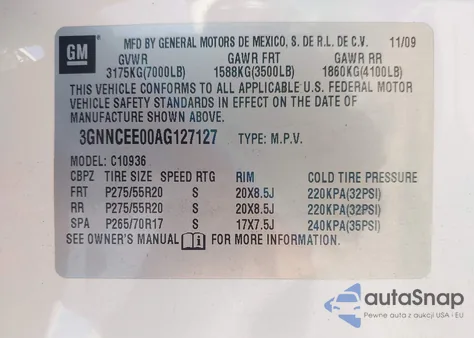 GM
MFD BY GENERAL MOTORS DE MEXICO, S. DE R.L. DE C.V. 11/09
GVWR GAWR FRT GAWR RR
3175KG(7000LB) 1588KG(3500LB) 1860KG(4100LB)
THIS VEHICLE CONFORMS TO ALL APPLICABLE U.S. FEDERAL MOTOR
VEHICLE SAFETY STANDARDS IN EFFECT ON THE DATE OF
MANUFACTURE SHOWN ABOVE.
3GNNCEE00AG127127 TYPE: M.P.V.
MODEL: C10936
CBPZ TIRE SIZE SPEED RTG RIM COLD TIRE PRESSURE
FRT P275/55R20 S 20X8.5J 220KPA(32PSI)
RR P275/55R20 S 20X8.5J 220KPA(32PSI)
SPA P265/70R17 S 17X7.5J 240KPA(35PSI)
SEE OWNER'S MANUAL i FOR MORE INFORMATION.
autoSnap
Pewne auta z aukcji USA i EU